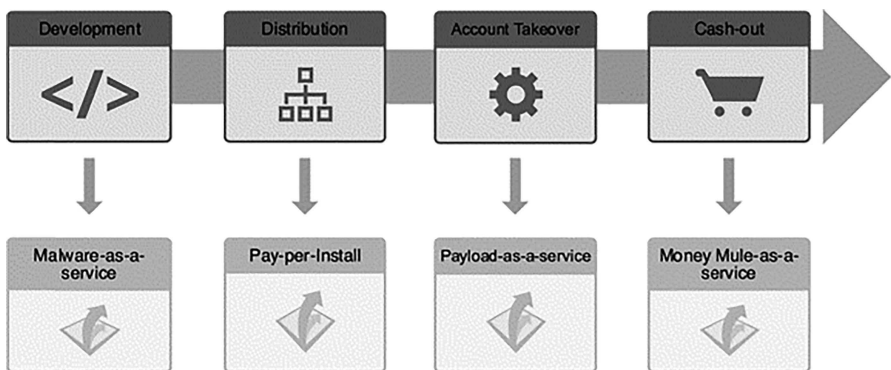 Development
Distribution
Account Takeover
Cash-out
</>
Malware-as-a-
service
Pay-per-Install
Payload-as-a-service
Money Mule-as-a-
service